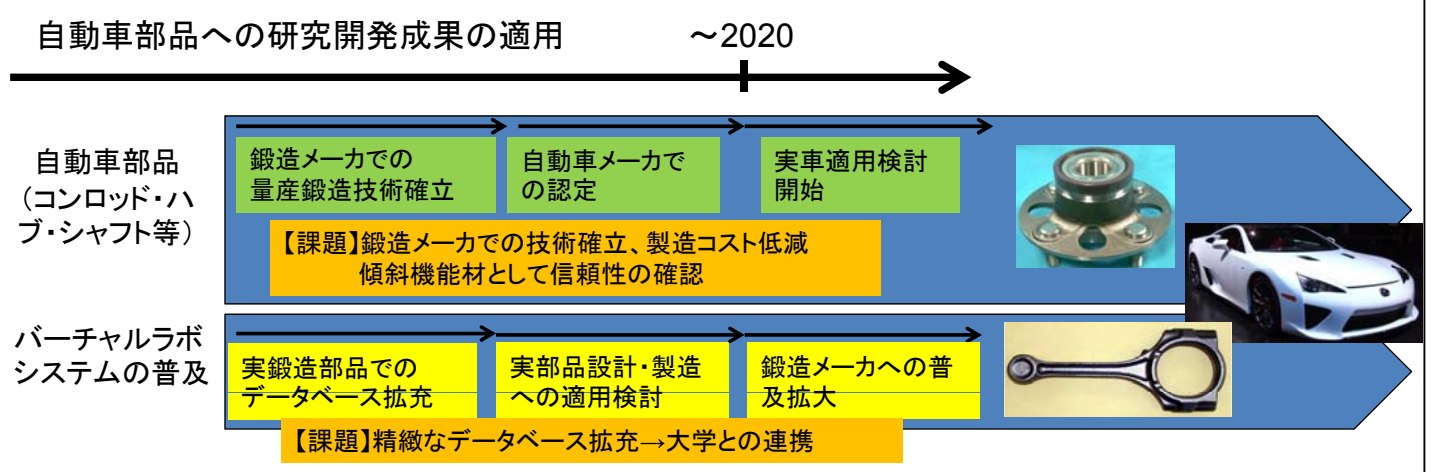 自動車部品への研究開発成果の適用　～2020
自動車部品
(コンロッド・ハ
ブ・シャフト等)
鍛造メーカでの
量産鍛造技術確立
自動車メーカで
の認定
実車適用検討
開始
【課題】鍛造メーカでの技術確立、製造コスト低減
傾斜機能材として信頼性の確認
バーチャルラボ
システムの普及
実鍛造部品での
データベース拡充
実部品設計・製造
への適用検討
鍛造メーカへの普
及拡大
【課題】精緻なデータベース拡充→大学との連携